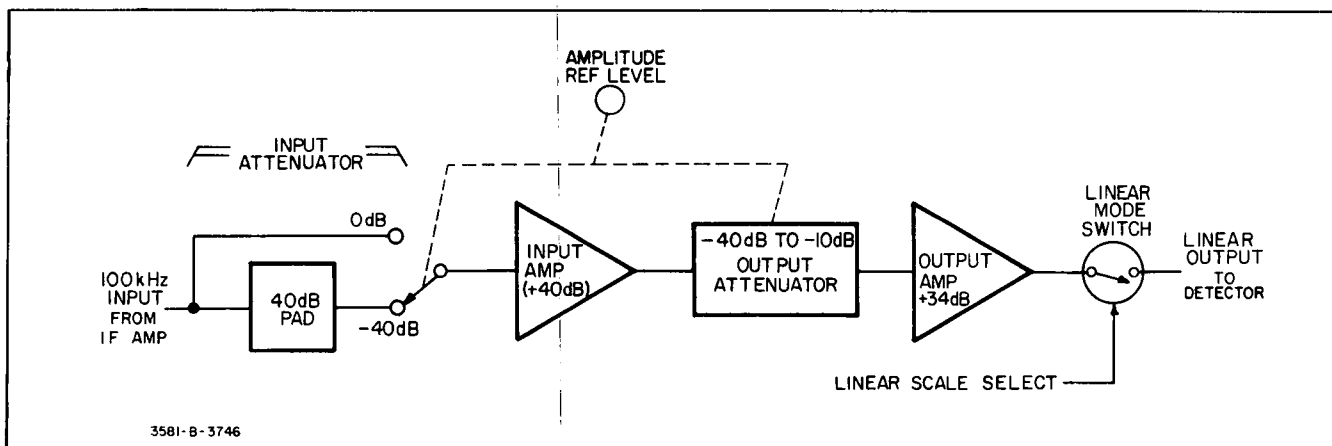 AMPLITUDE
REF LEVEL
INPUT
ATTENUATOR
0dB
100kHz
INPUT
FROM
IF AMP
40dB
PAD
-40dB
INPUT
AMP
(+40dB)
-40dB TO -10dB
OUTPUT
ATTENUATOR
OUTPUT
AMP
+34dB
LINEAR
MODE
SWITCH
LINEAR
OUTPUT
TO
DETECTOR
LINEAR SCALE SELECT
3581-B-3746